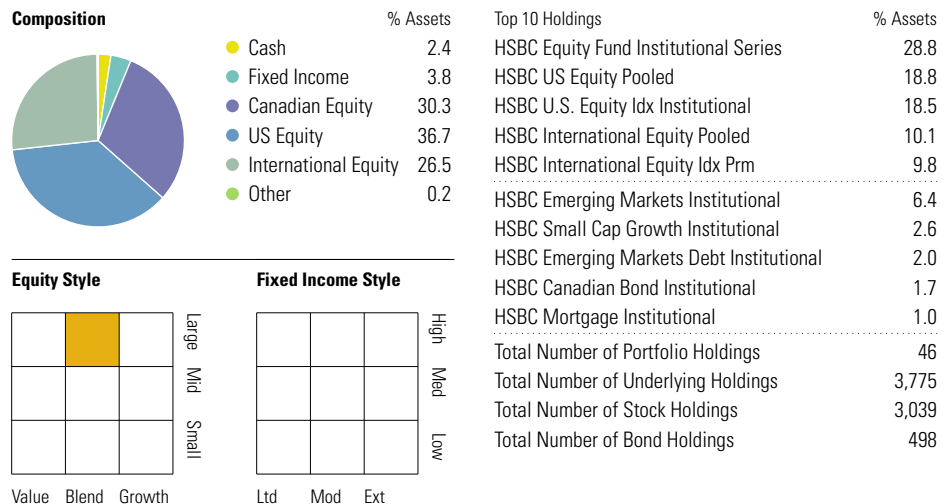 Composition % Assets
Cash 2.4
Fixed Income 3.8
Canadian Equity 30.3
US Equity 36.7
International Equity 26.5
Other 0.2
Equity Style
Large
Mid
Small
Value Blend Growth
Fixed Income Style
High
Med
Low
Ltd Mod Ext
Top 10 Holdings % Assets
HSBC Equity Fund Institutional Series 28.8
HSBC US Equity Pooled 18.8
HSBC U.S. Equity Idx Institutional 18.5
HSBC International Equity Pooled 10.1
HSBC International Equity Idx Prm 9.8
HSBC Emerging Markets Institutional 6.4
HSBC Small Cap Growth Institutional 2.6
HSBC Emerging Markets Debt Institutional 2.0
HSBC Canadian Bond Institutional 1.7
HSBC Mortgage Institutional 1.0
Total Number of Portfolio Holdings 46
Total Number of Underlying Holdings 3,775
Total Number of Stock Holdings 3,039
Total Number of Bond Holdings 498